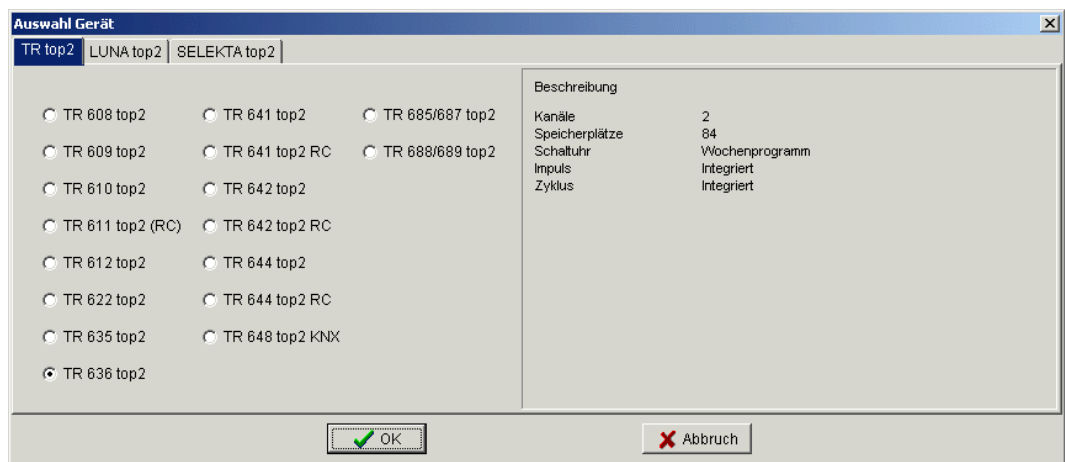 Auswahl Gerät
TR top2 LUNA top2 SELEKTA top2
TR 608 top2 TR 641 top2 TR 685/687 top2
TR 609 top2 TR 641 top2 RC TR 688/689 top2
TR 610 top2 TR 642 top2
TR 611 top2 (RC) TR 642 top2 RC
TR 612 top2 TR 644 top2
TR 622 top2 TR 644 top2 RC
TR 635 top2 TR 648 top2 KNX
TR 636 top2
Beschreibung
Kanäle 2
Speicherplätze 84
Schaltuhr Wochenprogramm
Impuls Integriert
Zyklus Integriert
OK Abbruch